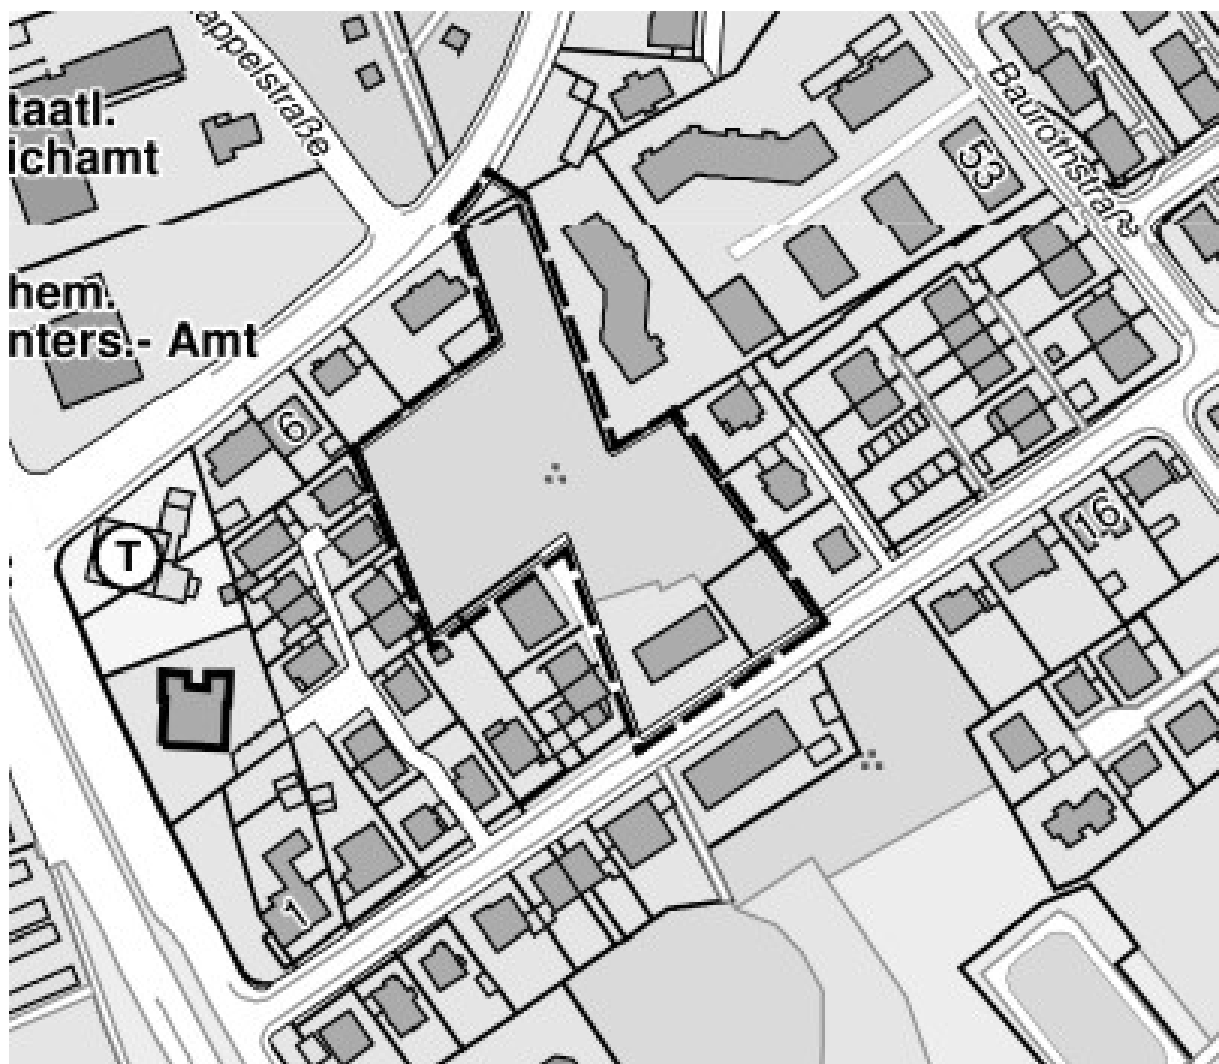 appelstraße
taatl.
ichamt
Baurothstraße
53
hem.
nters.- Amt
6
T
16
1